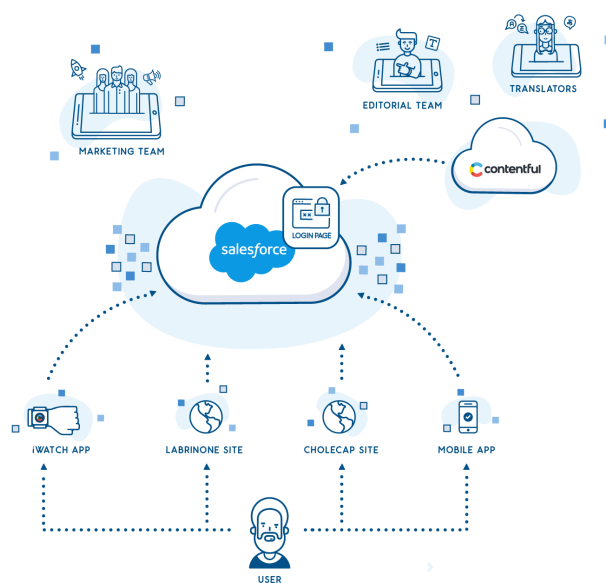 T
A
EDITORIAL TEAM
TRANSLATORS
MARKETING TEAM
contentful
LOGIN PAGE
salesforce
iWATCH APP
LABRINONE SITE
CHOLECAP SITE
MOBILE APP
USER